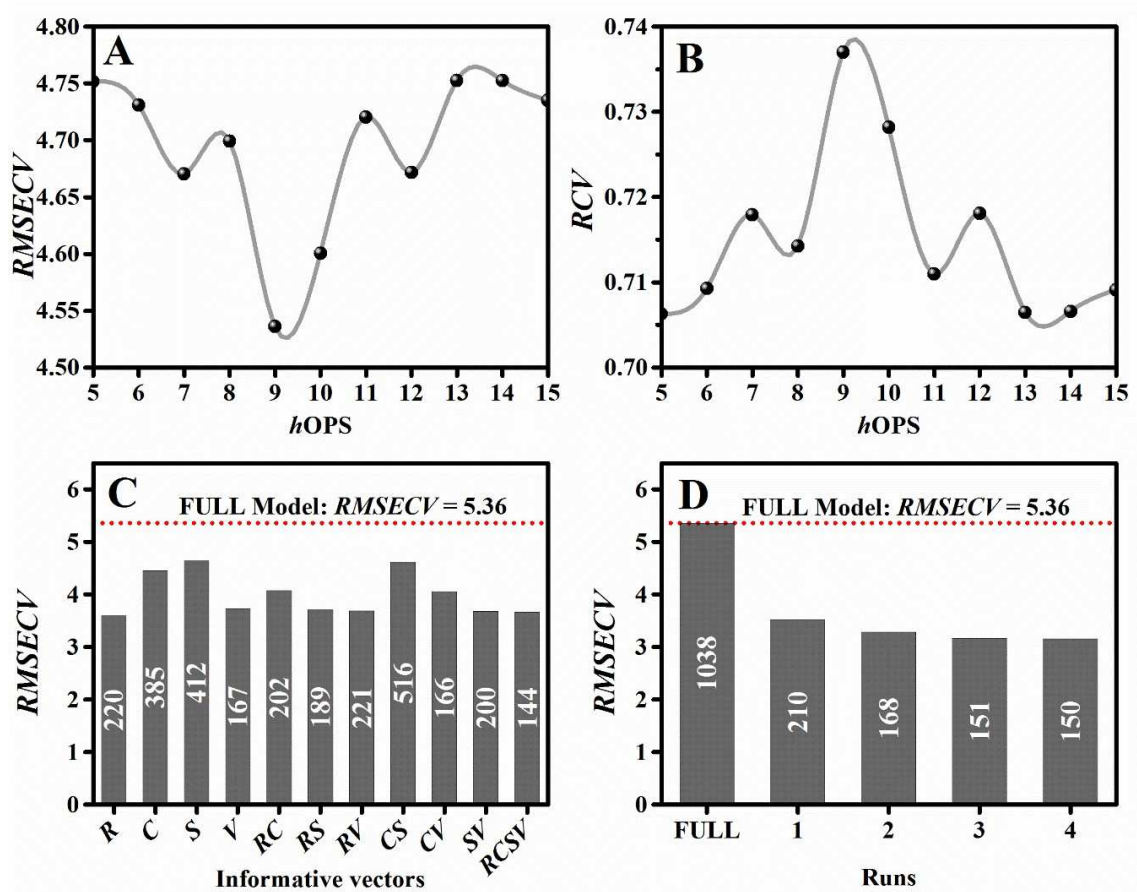 A
RMSECV
4.80
4.75
4.70
4.65
4.60
4.55
4.50
5 6 7 8 9 10 11 12 13 14 15
hOPS
B
RCV
0.74
0.73
0.72
0.71
0.70
5 6 7 8 9 10 11 12 13 14 15
hOPS
C
FULL Model: RMSECV = 5.36
RMSECV
6
5
4
3
2
1
0
220 385 412 167 202 189 221 516 166 200 144
R C S V RC RS RV CS CV SV RCSV
Informative vectors
D
FULL Model: RMSECV = 5.36
RMSECV
6
5
4
3
2
1
0
1038 210 168 151 150
FULL 1 2 3 4
Runs